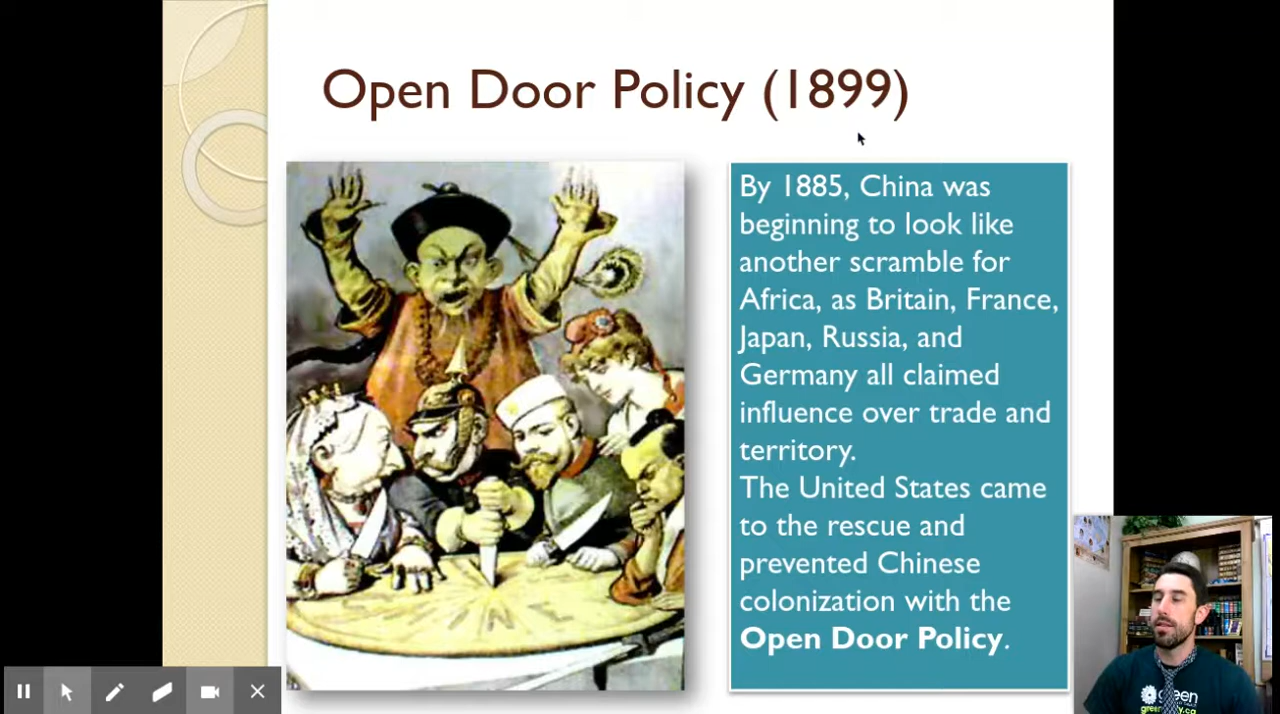 Open Door Policy (1899)
By 1885, China was
beginning to look like
another scramble for
Africa, as Britain, France,
Japan, Russia, and
Germany all claimed
influence over trade and
territory.
The United States came
to the rescue and
prevented Chinese
colonization with the
Open Door Policy.
green